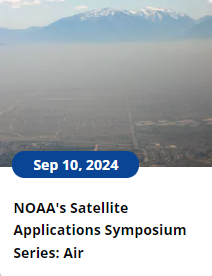 Sep 10, 2024
NOAA's Satellite
Applications Symposium
Series: Air